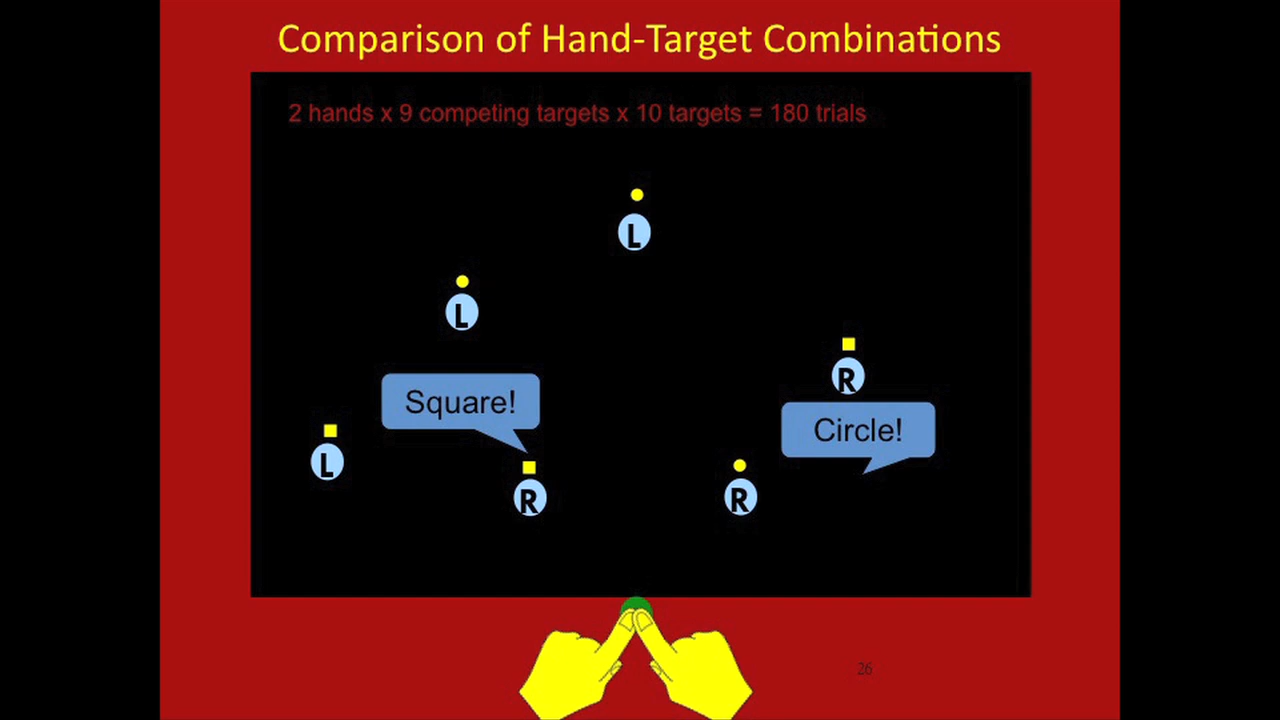 Comparison of Hand-Target Combinations
2 hands x 9 competing targets x 10 targets = 180 trials
L
L
R
Square!
Circle!
L
R
R
26